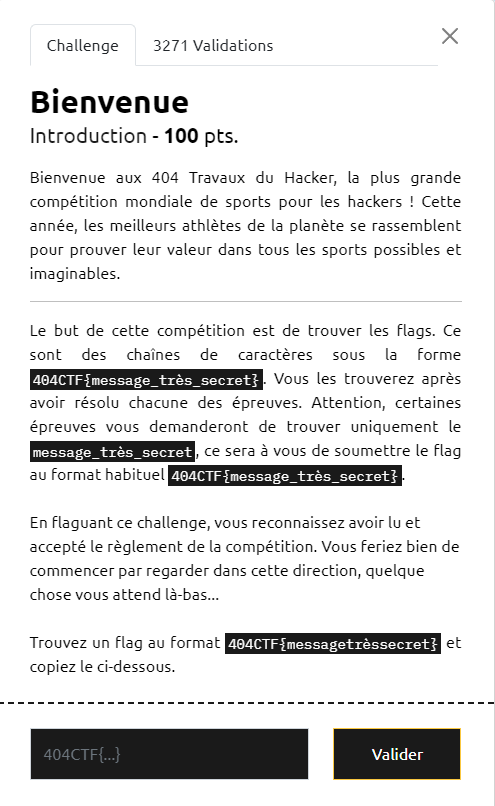 Challenge
3271 Validations
Bienvenue
Introduction - 100 pts.
Bienvenue aux 404 Travaux du Hacker, la plus grande
compétition mondiale de sports pour les hackers ! Cette
année, les meilleurs athlètes de la planète se rassemblent
pour prouver leur valeur dans tous les sports possibles et
imaginables.
Le but de cette compétition est de trouver les flags. Ce
sont des chaînes de caractères sous la forme
404CTF{message_très_secret}. Vous les trouverez après
avoir résolu chacune des épreuves. Attention, certaines
épreuves vous demanderont de trouver uniquement le
message_très_secret, ce sera à vous de soumettre le flag
au format habituel 404CTF{message_très_secret}.
En flaguant ce challenge, vous reconnaissez avoir lu et
accepté le règlement de la compétition. Vous feriez bien de
commencer par regarder dans cette direction, quelque
chose vous attend là-bas...
Trouvez un flag au format 404CTF{messagetrèssecret} et
copiez le ci-dessous.
404CTF{...}
Valider